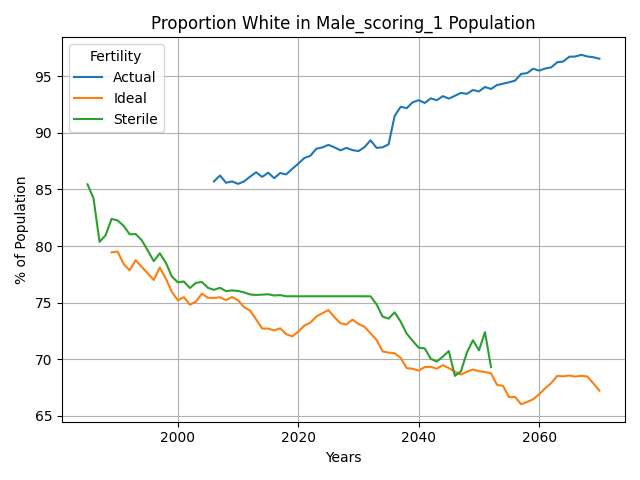 Proportion White in Male_scoring_1 Population
Fertility
Actual
Ideal
Sterile
% of Population
95
90
85
80
75
70
65
2000
2020
2040
2060
Years